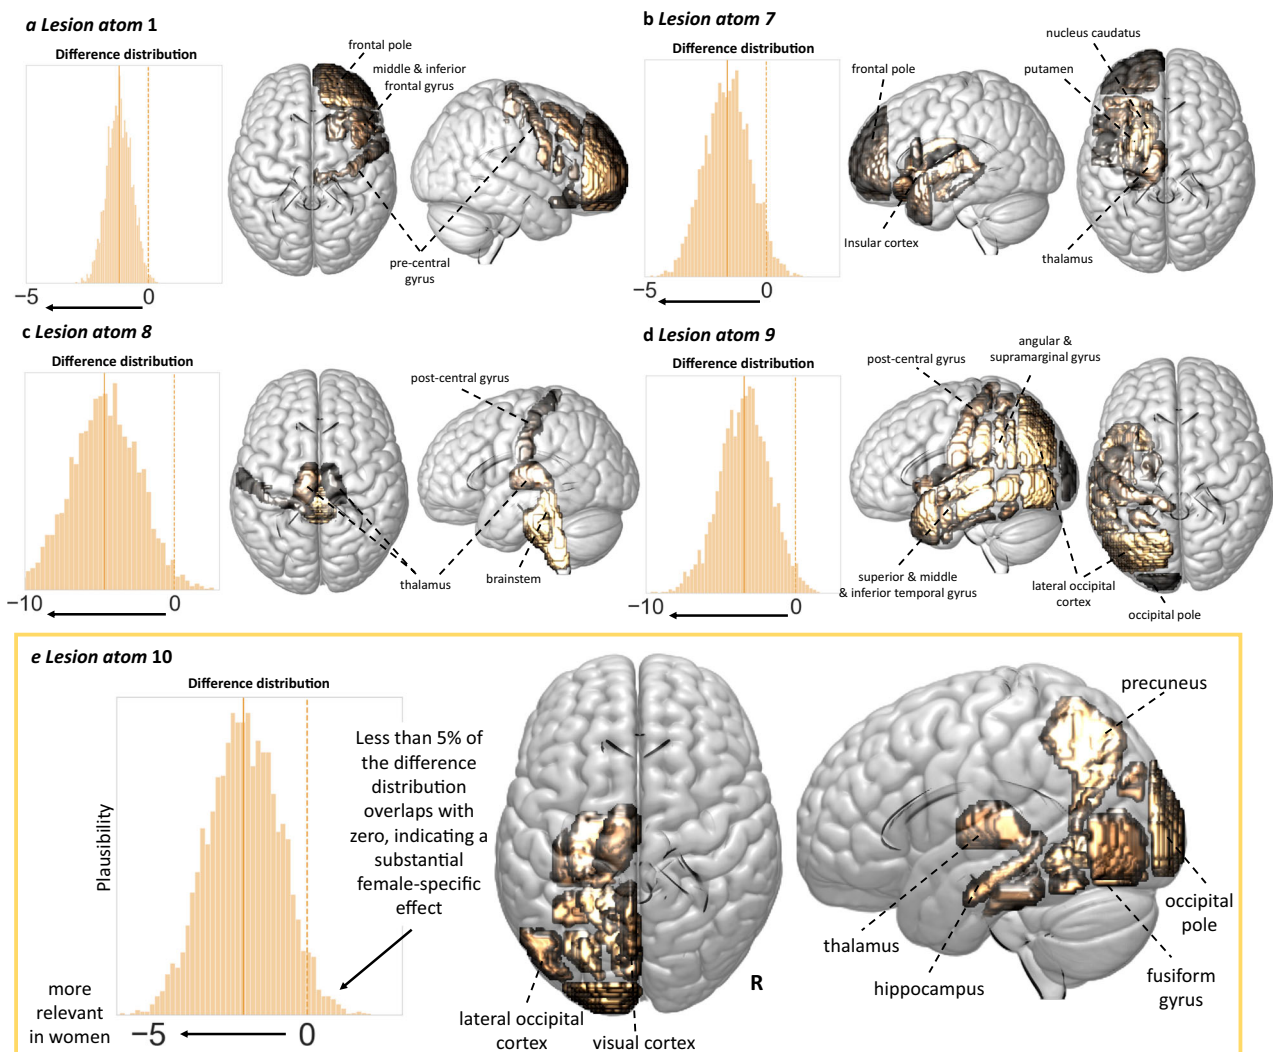 a Lesion atom 1
Difference distribution
frontal pole
middle & inferior
frontal gyrus
pre-central
gyrus
−5
0
b Lesion atom 7
Difference distribution
nucleus caudatus
frontal pole
putamen
Insular cortex
thalamus
−5
0
c Lesion atom 8
Difference distribution
post-central gyrus
thalamus
brainstem
−10
0
d Lesion atom 9
Difference distribution
angular &
supramarginal gyrus
post-central gyrus
superior & middle
& inferior temporal gyrus
lateral occipital
cortex
occipital pole
−10
0
e Lesion atom 10
Difference distribution
Plausibility
Less than 5% of
the difference
distribution
overlaps with
zero, indicating a
substantial
female-specific
effect
more
relevant
in women
−5
0
lateral occipital
cortex
visual cortex
R
precuneus
thalamus
hippocampus
occipital
pole
fusiform
gyrus